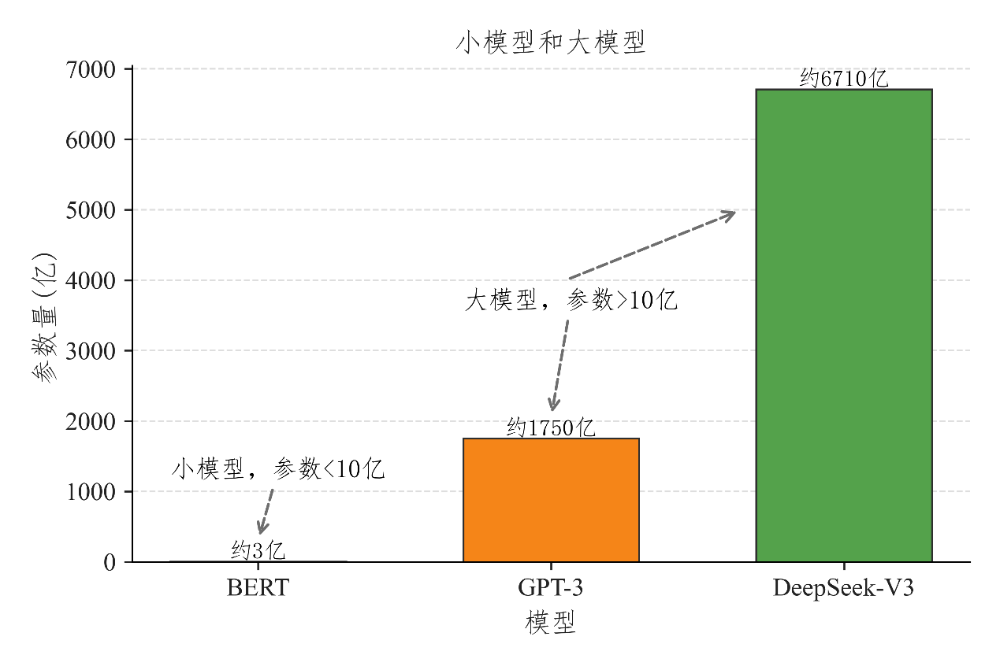 小模型和大模型
7000
约6710亿
6000
5000
参数量(亿)
4000
大模型，参数>10亿
3000
2000
约1750亿
小模型，参数<10亿
1000
约3亿
0
BERT
GPT-3
DeepSeek-V3
模型